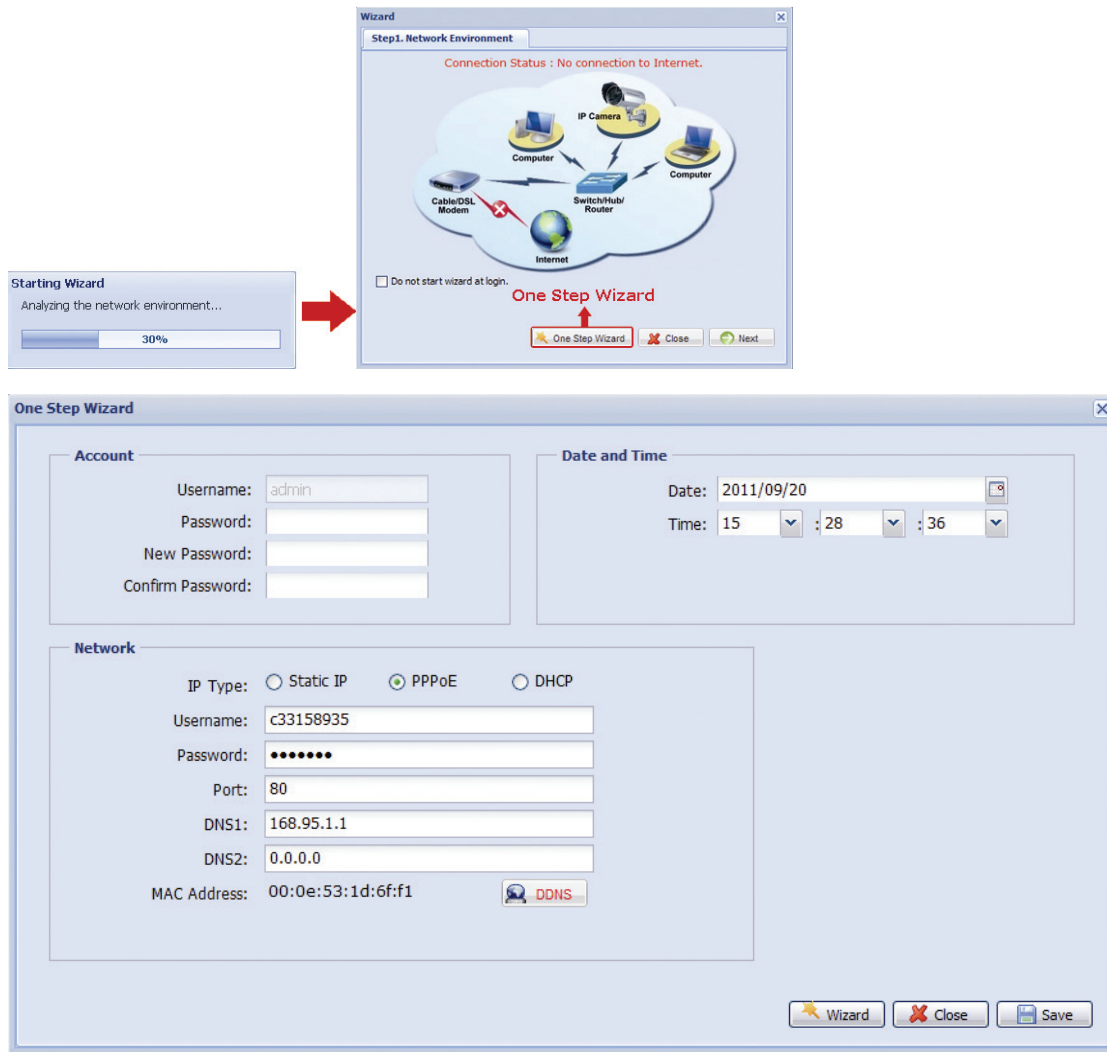 Wizard
Step1. Network Environment
Connection Status : No connection to Internet.
IP Camera
Computer
Computer
Cable/DSL
Modem
Switch/Hub/
Router
Internet
Do not start wizard at login.
One Step Wizard
One Step Wizard Close Next
Starting Wizard
Analyzing the network environment...
30%
One Step Wizard
Account
Username: admin
Password:
New Password:
Confirm Password:
Date and Time
Date: 2011/09/20
Time: 15 : 28 : 36
Network
IP Type: Static IP PPPoE DHCP
Username: c33158935
Password: •••••••
Port: 80
DNS1: 168.95.1.1
DNS2: 0.0.0.0
MAC Address: 00:0e:53:1d:6f:f1 DDNS
Wizard Close Save